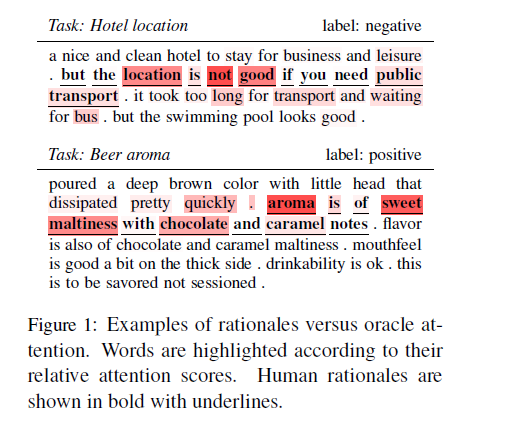 Task: Hotel location label: negative
a nice and clean hotel to stay for business and leisure
. but the location is not good if you need public
transport . it took too long for transport and waiting
for bus . but the swimming pool looks good .
Task: Beer aroma label: positive
poured a deep brown color with little head that
dissipated pretty quickly . aroma is of sweet
maltiness with chocolate and caramel notes . flavor
is also of chocolate and caramel maltiness . mouthfeel
is good a bit on the thick side . drinkability is ok . this
is to be savored not sessioned .
Figure 1: Examples of rationales versus oracle at-
tention. Words are highlighted according to their
relative attention scores. Human rationales are
shown in bold with underlines.